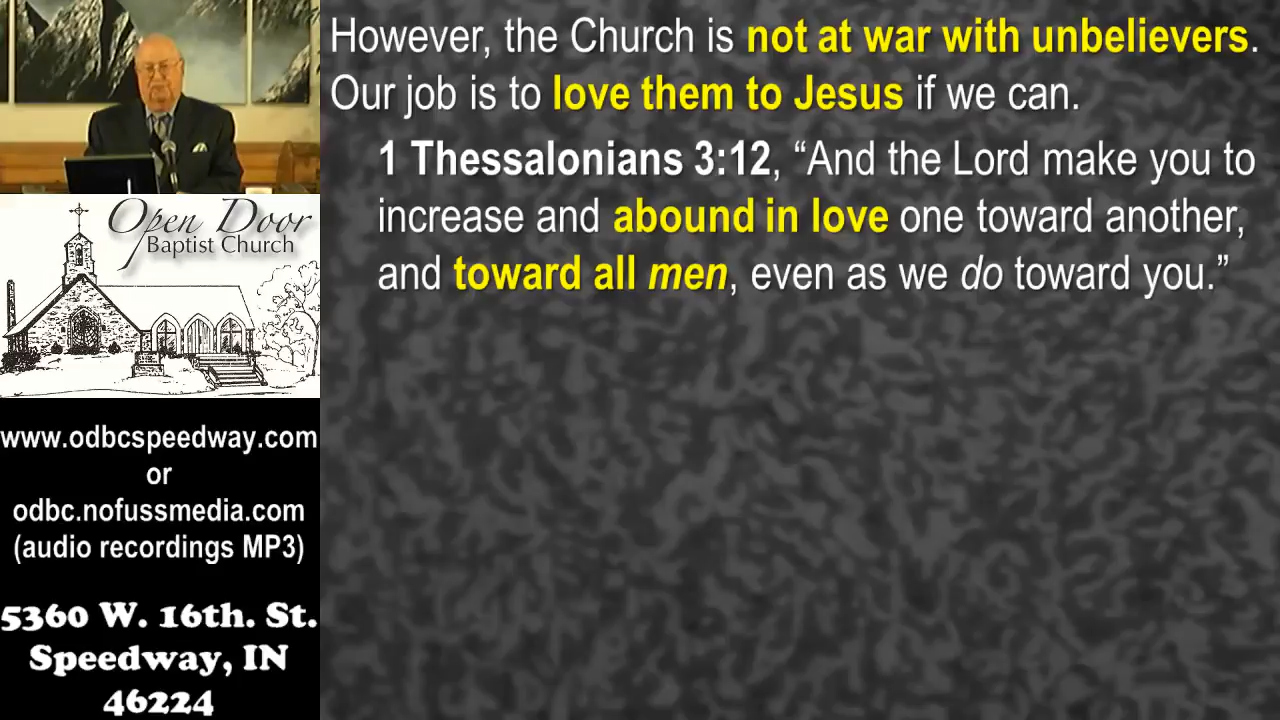 However, the Church is not at war with unbelievers.
Our job is to love them to Jesus if we can.
1 Thessalonians 3:12, “And the Lord make you to
increase and abound in love one toward another,
and toward all men, even as we do toward you.”
Open Door
Baptist Church
www.odbcspeedway.com
or
odbc.nofussmedia.com
(audio recordings MP3)
5360 W. 16th. St.
Speedway, IN
46224